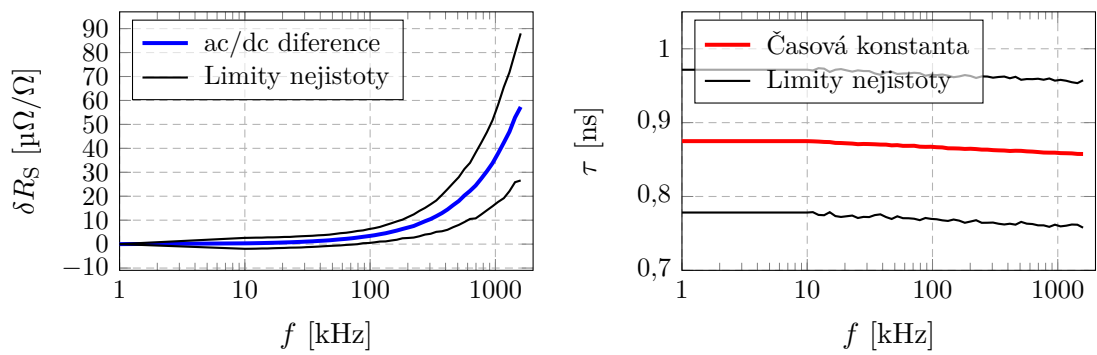 90
80
70
60
50
40
30
20
10
0
−10
δR_S [µΩ/Ω]
ac/dc diference
Limity nejistoty
1 10 100 1000
f [kHz]
1
0,9
0,8
0,7
τ [ns]
Časová konstanta
Limity nejistoty
1 10 100 1000
f [kHz]